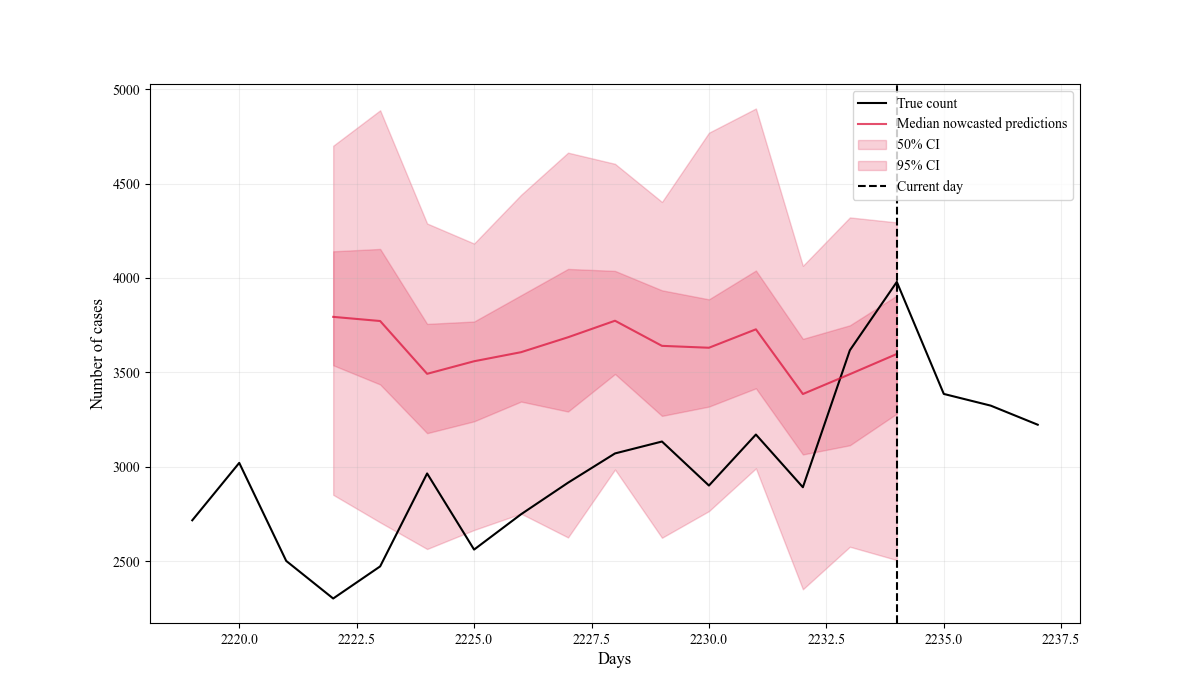 5000
4500
4000
3500
3000
2500
Number of cases
2220.0
2222.5
2225.0
2227.5
2230.0
2232.5
2235.0
2237.5
Days
True count
Median nowcasted predictions
50% CI
95% CI
Current day